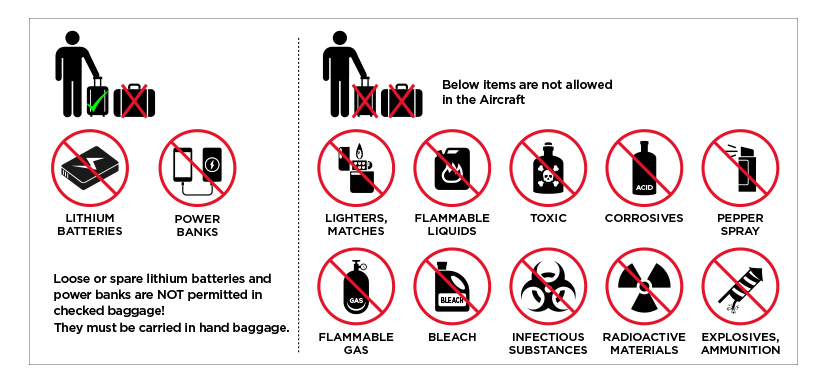 LITHIUM
BATTERIES
POWER
BANKS
Loose or spare lithium batteries and
power banks are NOT permitted in
checked baggage!
They must be carried in hand baggage.
Below items are not allowed
in the Aircraft
LIGHTERS,
MATCHES
FLAMMABLE
LIQUIDS
TOXIC
ACID
CORROSIVES
PEPPER
SPRAY
GAS
FLAMMABLE
GAS
BLEACH
BLEACH
INFECTIOUS
SUBSTANCES
RADIOACTIVE
MATERIALS
EXPLOSIVES,
AMMUNITION